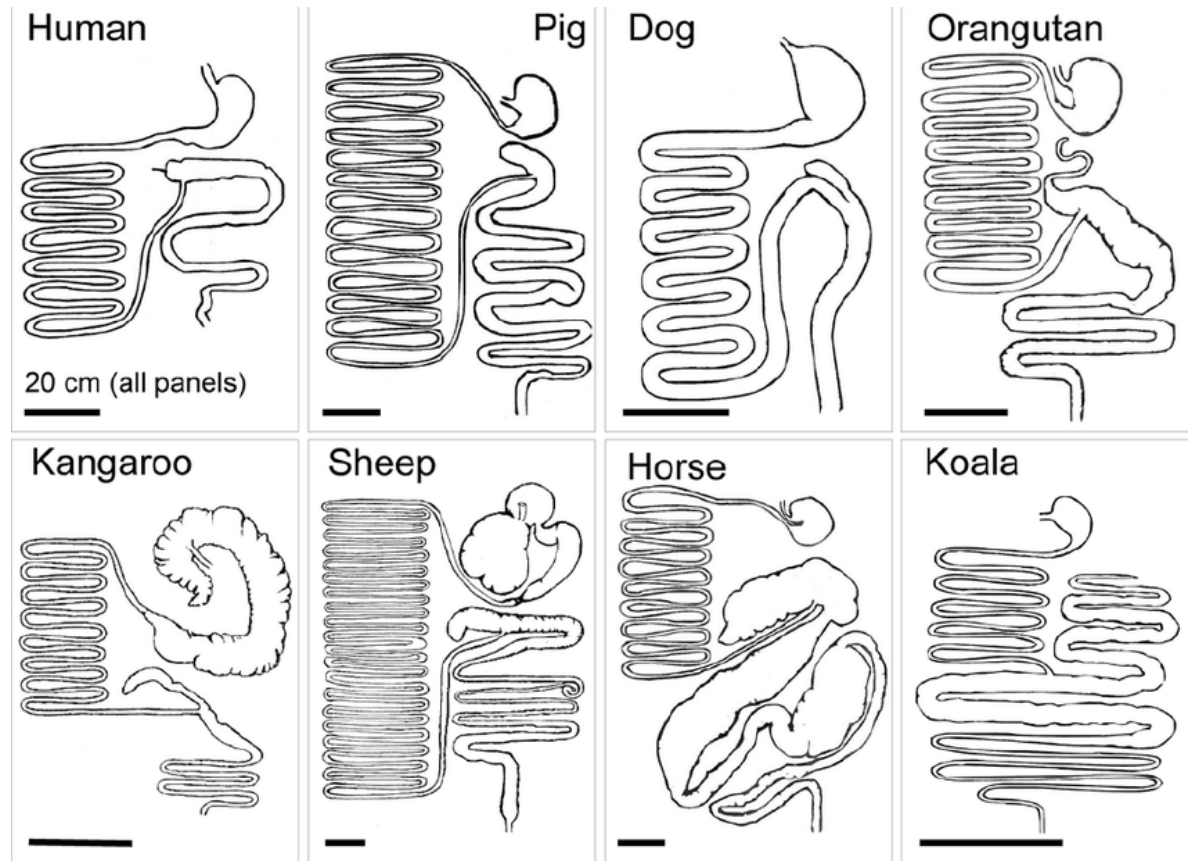 Human
Pig
Dog
Orangutan
20 cm (all panels)
Kangaroo
Sheep
Horse
Koala